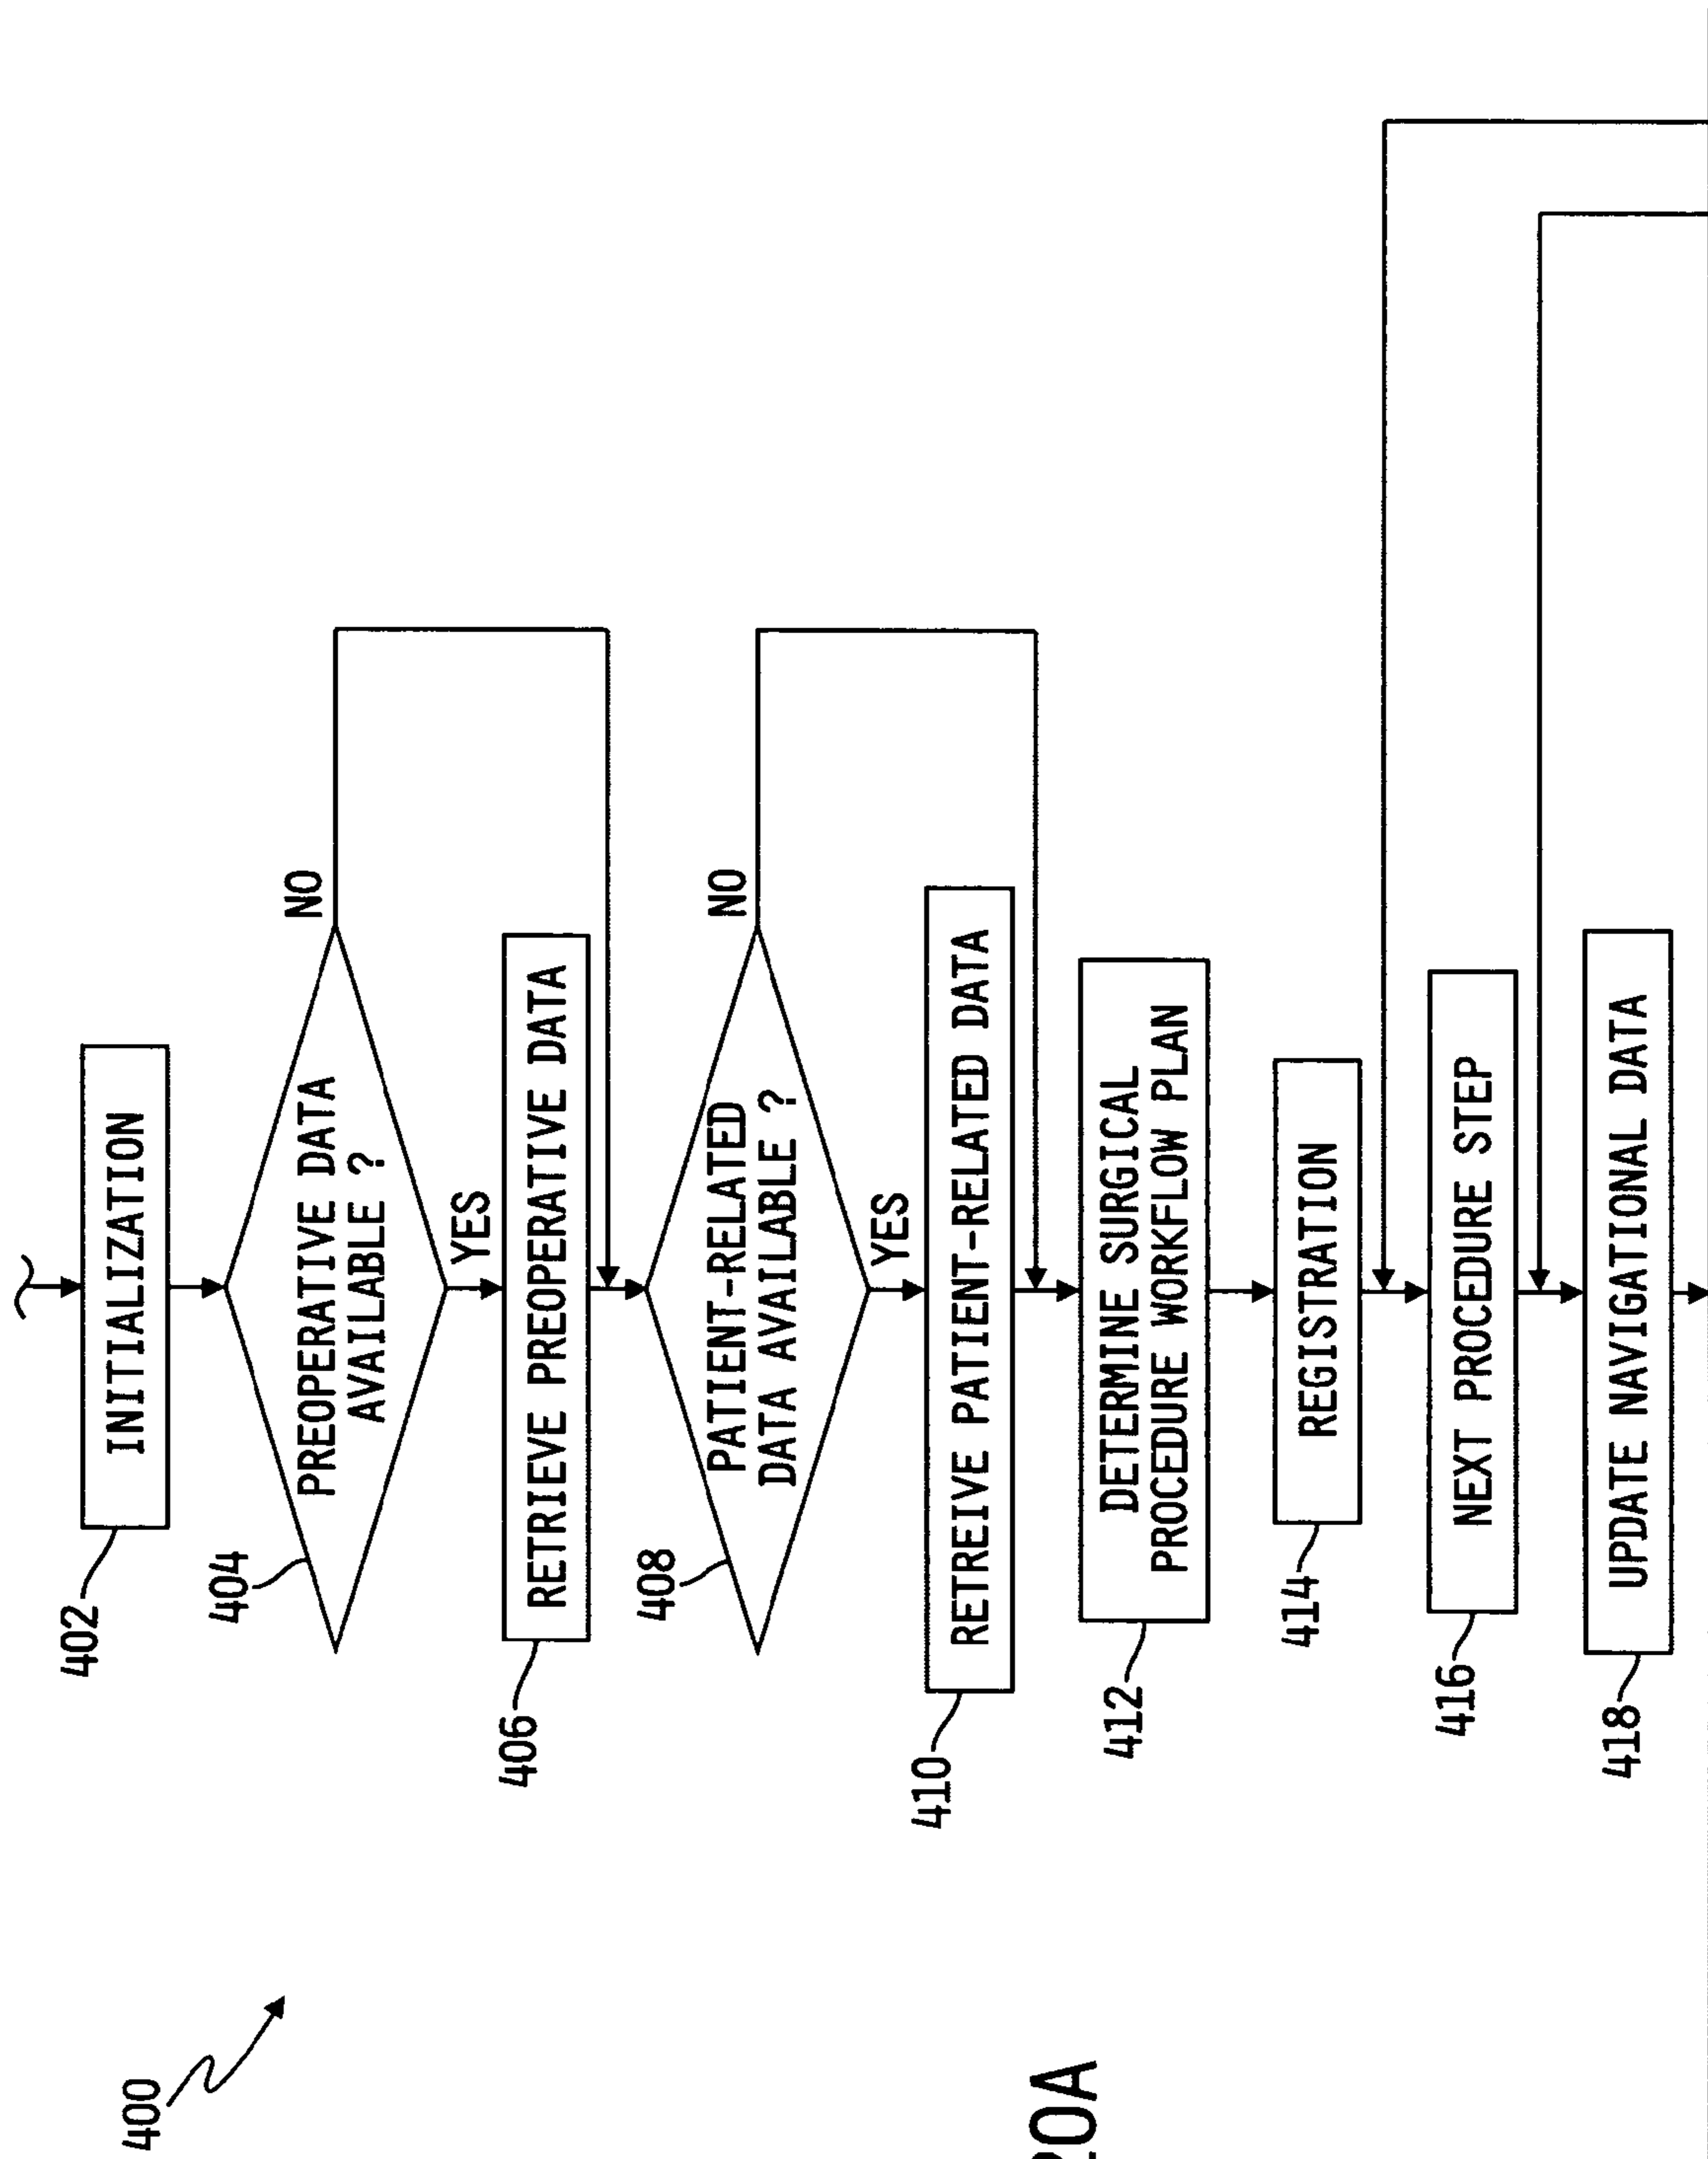 400
402
INITIALIZATION
404
PREOPERATIVE DATA
AVAILABLE ?
NO
YES
406
RETRIEVE PREOPERATIVE DATA
408
PATIENT-RELATED
DATA AVAILABLE ?
NO
YES
410
RETREIVE PATIENT-RELATED DATA
412
DETERMINE SURGICAL
PROCEDURE WORKFLOW PLAN
414
REGISTRATION
416
NEXT PROCEDURE STEP
418
UPDATE NAVIGATIONAL DATA
20A